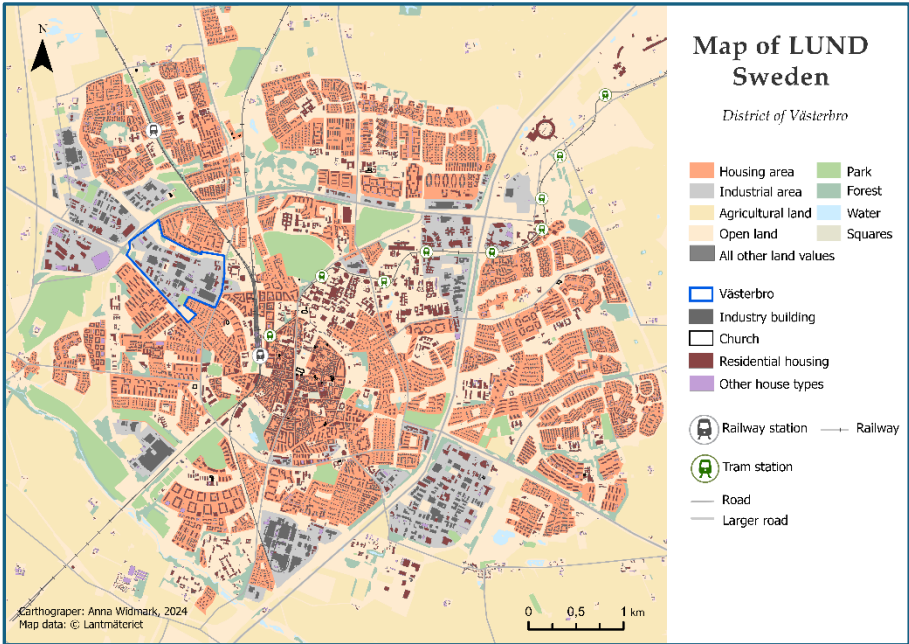 N
Map of LUND
Sweden
District of Västerbro
Housing area
Industrial area
Agricultural land
Open land
All other land values
Park
Forest
Water
Squares
Västerbro
Industry building
Church
Residential housing
Other house types
Railway station
Railway
Tram station
Road
Larger road
Carthograper: Anna Widmark, 2024
Map data: © Lantmäteriet
0 0,5 1 km